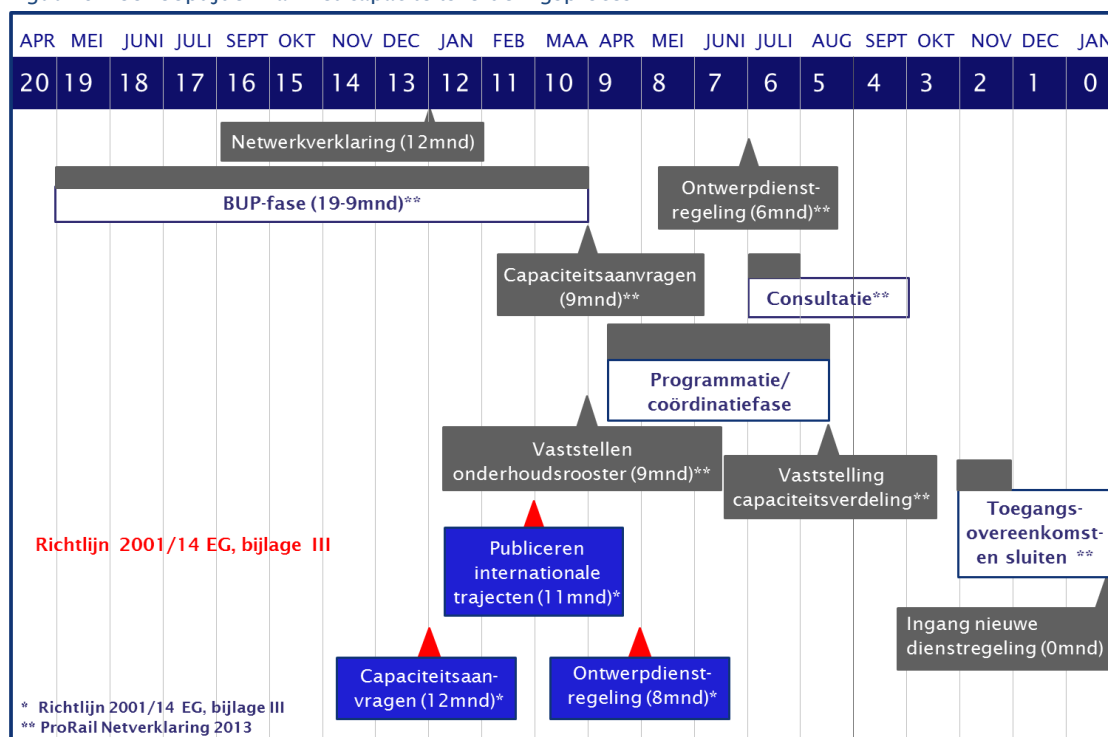 APR MEI JUNI JULI SEPT OKT NOV DEC JAN FEB MAA APR MEI JUNI JULI AUG SEPT OKT NOV DEC JAN
20 19 18 17 16 15 14 13 12 11 10 9 8 7 6 5 4 3 2 1 0
Netwerkverklaring (12mnd)
BUP-fase (19-9mnd)**
Ontwerpdienst-
regeling (6mnd)**
Capaciteitsaanvragen
(9mnd)**
Consultatie**
Programmatie/
coördinatiefase
Vaststellen
onderhoudsrooster (9mnd)**
Vaststelling
capaciteitsverdeling**
Toegangs-
overeenkomst-
en sluiten **
Richtlijn 2001/14 EG, bijlage III
Publiceren
internationale
trajecten (11mnd)*
Ingang nieuwe
dienstregeling (0mnd)
Capaciteitsaan-
vragen (12mnd)*
Ontwerpdienst-
regeling (8mnd)*
* Richtlijn 2001/14 EG, bijlage III
** ProRail Netverklaring 2013